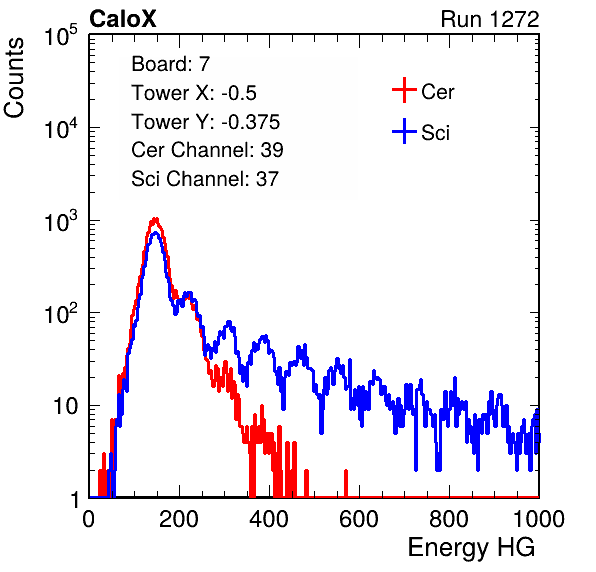 CaloX Run 1272
Counts
Board: 7
Tower X: -0.5
Tower Y: -0.375
Cer Channel: 39
Sci Channel: 37
Cer
Sci
10^5
10^4
10^3
10^2
10
1
0 200 400 600 800 1000
Energy HG